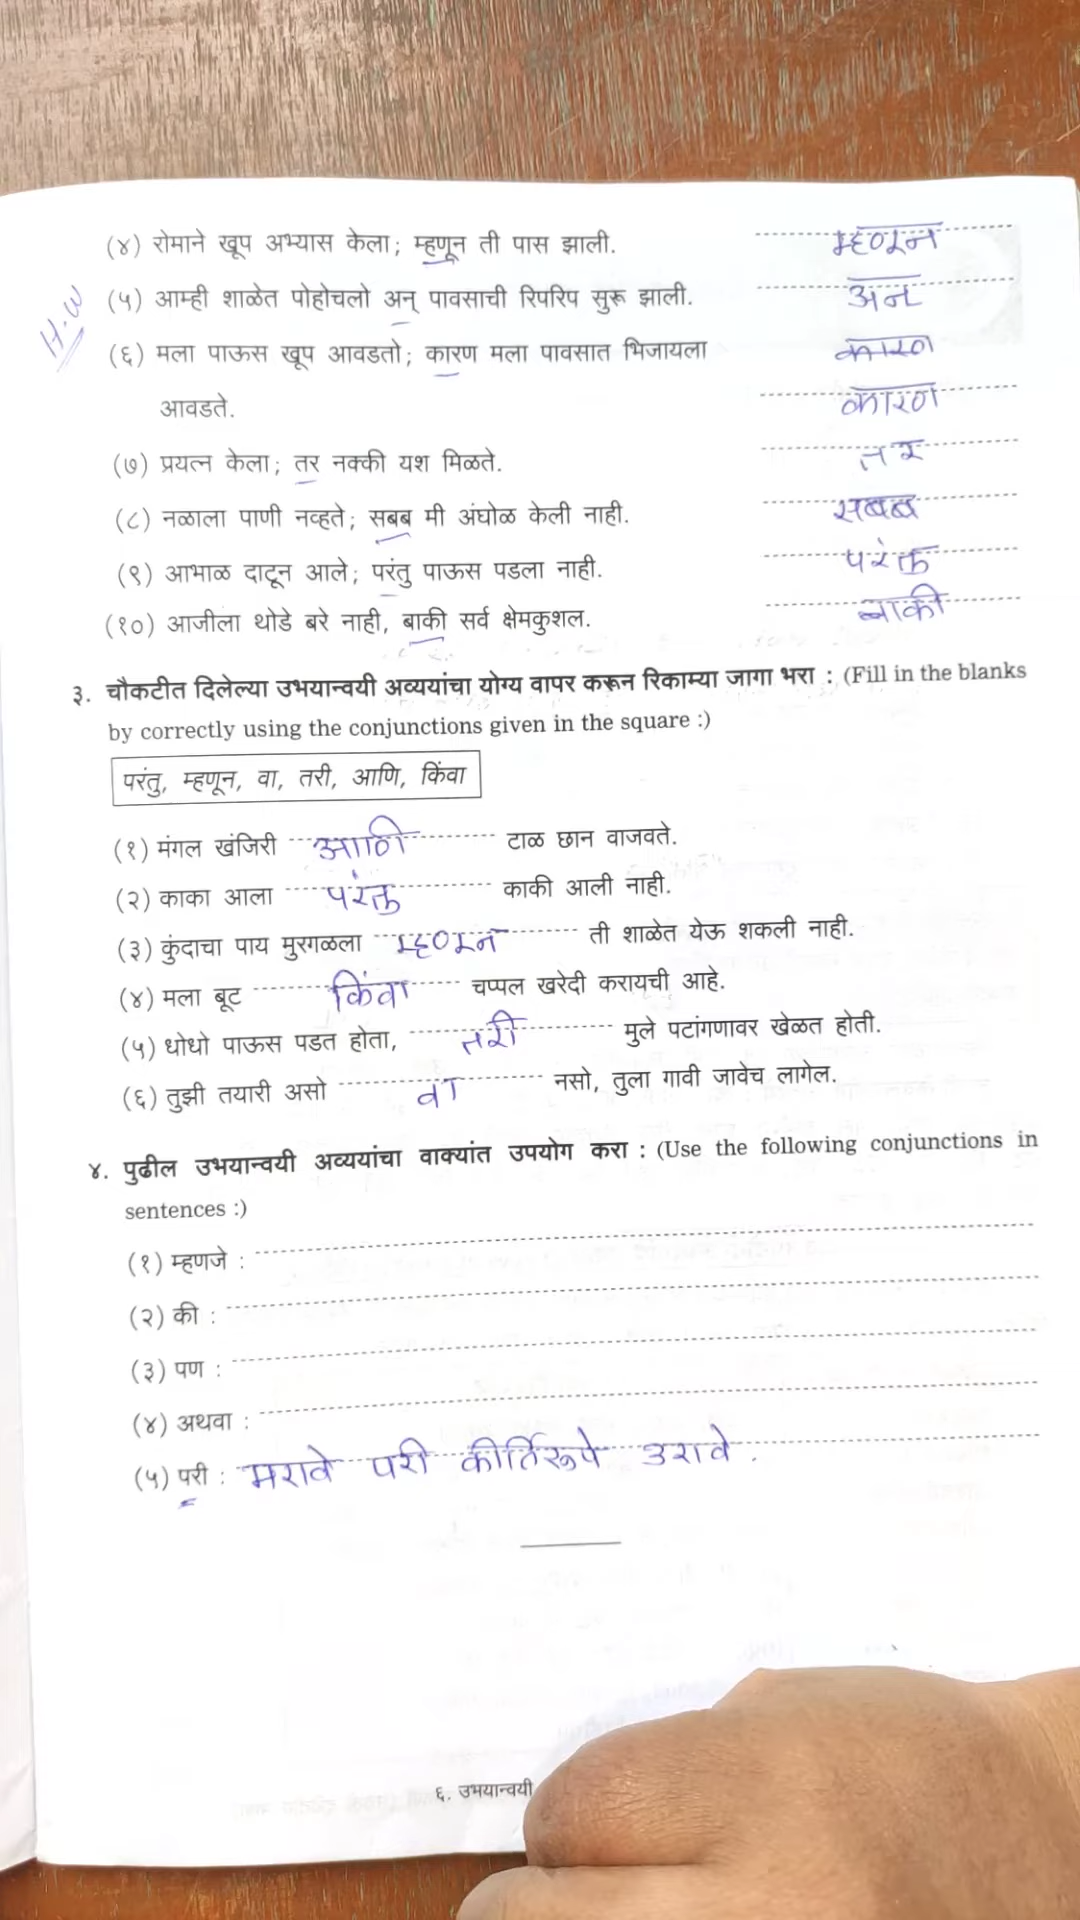 (४) रोमाने खूप अभ्यास केला; म्हणून ती पास झाली. म्हणून
H.W
(५) आम्ही शाळेत पोहोचलो अन् पावसाची रिपरिप सुरू झाली. अन
(६) मला पाऊस खूप आवडतो; कारण मला पावसात भिजायला कारण
आवडते. कारण
(७) प्रयत्न केला; तर नक्की यश मिळते. तर
(८) नळाला पाणी नव्हते; सबब मी अंघोळ केली नाही. सबब
(९) आभाळ दाटून आले; परंतु पाऊस पडला नाही. परंतु
(१०) आजीला थोडे बरे नाही, बाकी सर्व क्षेमकुशल. बाकी
३. चौकटीत दिलेल्या उभयान्वयी अव्ययांचा योग्य वापर करून रिकाम्या जागा भरा : (Fill in the blanks
by correctly using the conjunctions given in the square :)
परंतु, म्हणून, वा, तरी, आणि, किंवा
(१) मंगल खंजिरी आणि टाळ छान वाजवते.
(२) काका आला परंतु काकी आली नाही.
(३) कुंदाचा पाय मुरगळला म्हणून ती शाळेत येऊ शकली नाही.
(४) मला बूट किंवा चप्पल खरेदी करायची आहे.
(५) धोधो पाऊस पडत होता, तरी मुले पटांगणावर खेळत होती.
(६) तुझी तयारी असो वा नसो, तुला गावी जावेच लागेल.
४. पुढील उभयान्वयी अव्ययांचा वाक्यांत उपयोग करा : (Use the following conjunctions in
sentences :)
(१) म्हणजे :
(२) की :
(३) पण :
(४) अथवा :
(५) परी : मरावे परी कीर्तिरूपे उरावे.
६. उभयान्वयी